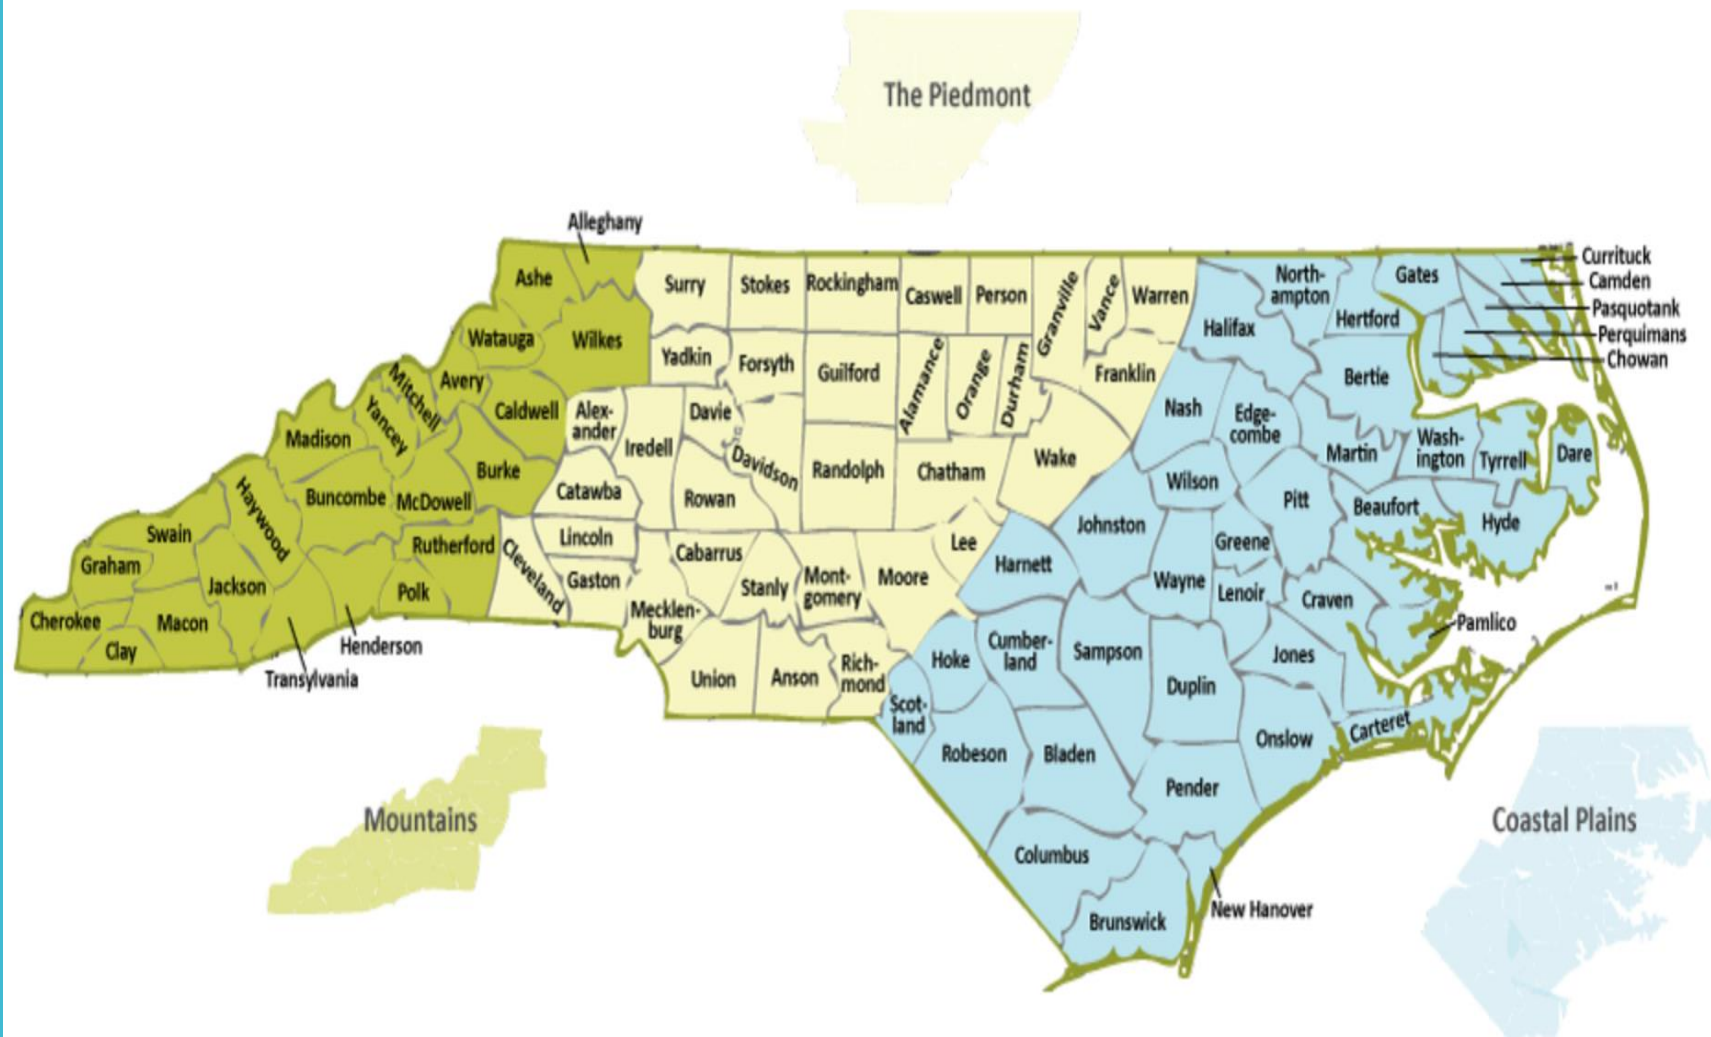 The Piedmont
Alleghany
Ashe
Surry
Stokes
Rockingham
Caswell
Person
Granville
Vance
Warren
North-
ampton
Gates
Currituck
Camden
Pasquotank
Perquimans
Chowan
Hertford
Halifax
Watauga
Wilkes
Yadkin
Forsyth
Guilford
Alamance
Orange
Durham
Franklin
Bertie
Mitchell
Avery
Yancey
Caldwell
Alex-
ander
Davie
Iredell
Davidson
Nash
Edge-
combe
Martin
Wash-
ington
Tyrrell
Dare
Madison
Burke
Buncombe
McDowell
Catawba
Rowan
Randolph
Chatham
Wake
Wilson
Pitt
Beaufort
Hyde
Haywood
Swain
Graham
Jackson
Rutherford
Cleveland
Lincoln
Gaston
Cabarrus
Stanly
Mont-
gomery
Moore
Lee
Harnett
Johnston
Greene
Wayne
Lenoir
Craven
Pamlico
Cherokee
Macon
Clay
Polk
Henderson
Transylvania
Mecklen-
burg
Union
Anson
Rich-
mond
Scot-
land
Hoke
Cumber-
land
Sampson
Duplin
Jones
Onslow
Carteret
Robeson
Bladen
Pender
Columbus
Brunswick
New Hanover
Mountains
Coastal Plains